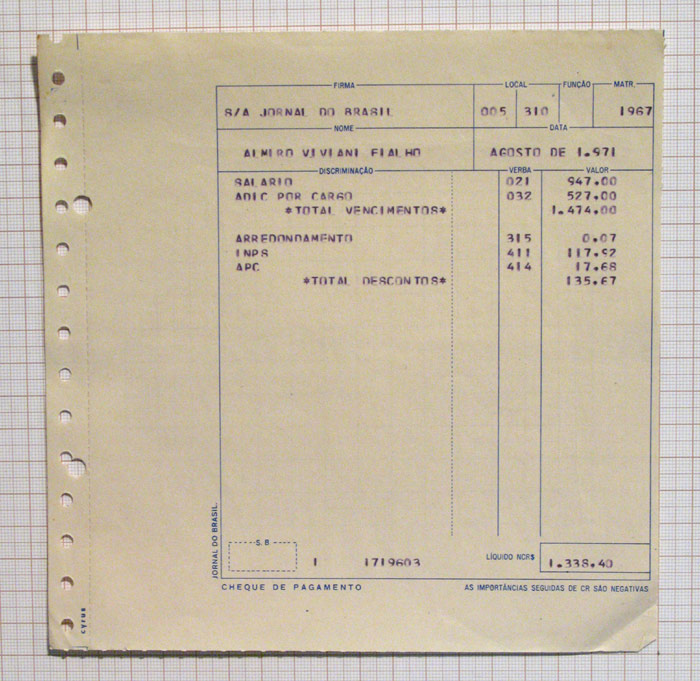 FIRMA LOCAL FUNÇÃO MATR.
S/A JORNAL DO BRASIL 005 310 1967
NOME DATA
ALMIRO VIVIANI FIALHO AGOSTO DE 1.971
DISCRIMINAÇÃO VERBA VALOR
SALARIO 021 947.00
ADIC POR CARGO 032 527.00
*TOTAL VENCIMENTOS* 1.474.00
ARREDONDAMENTO 315 0.07
INPS 411 117.92
APC 414 17.68
*TOTAL DESCONTOS* 135.67
JORNAL DO BRASIL
S. B
1 1719603 LÍQUIDO NCR$ 1.338,40
CHEQUE DE PAGAMENTO AS IMPORTÂNCIAS SEGUIDAS DE CR SÃO NEGATIVAS